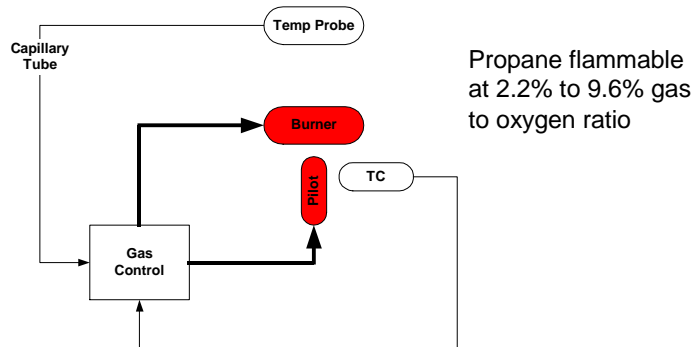 Temp Probe
Capillary
Tube
Propane flammable
at 2.2% to 9.6% gas
to oxygen ratio
Burner
TC
Pilot
Gas
Control